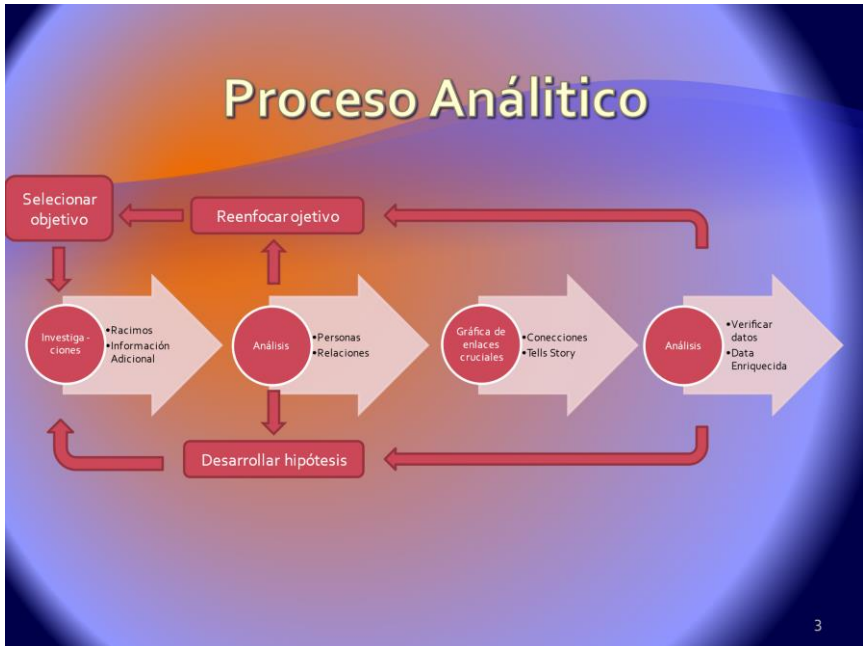 Proceso Análitico
Selecionar
objetivo
Reenfocar ojetivo
Investiga -
ciones
•Racimos
•Información
Adicional
Análisis
•Personas
•Relaciones
Gráfica de
enlaces
cruciales
•Conecciones
•Tells Story
Análisis
•Verificar
datos
•Data
Enriquecida
Desarrollar hipótesis
3